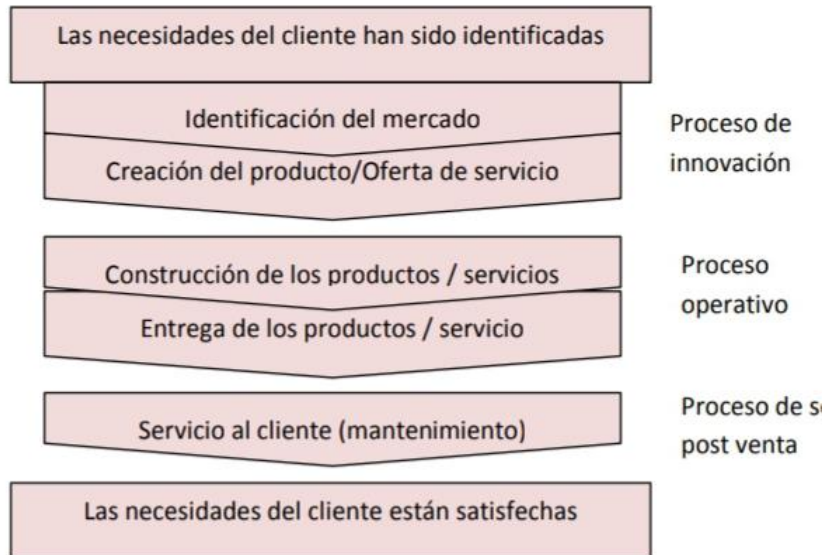 Las necesidades del cliente han sido identificadas
Identificación del mercado
Creación del producto/Oferta de servicio
Proceso de
innovación
Construcción de los productos / servicios
Entrega de los productos / servicio
Proceso
operativo
Servicio al cliente (mantenimiento)
Proceso de
post venta
Las necesidades del cliente están satisfechas